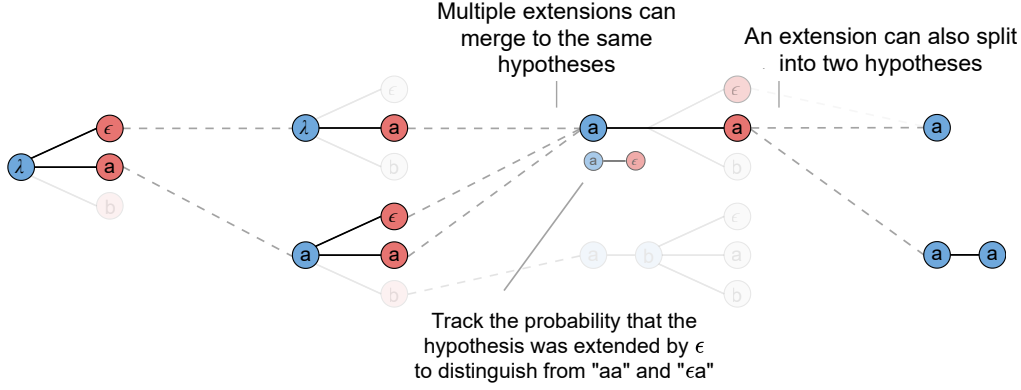 Multiple extensions can
merge to the same
hypotheses
An extension can also split
into two hypotheses
ϵ
λ
a
b
ϵ
λ
a
b
ϵ
a
a
b
a
ϵ
ϵ
a
a
b
ϵ
a
b
a
b
a
a
a
Track the probability that the
hypothesis was extended by ϵ
to distinguish from "aa" and "ϵa"